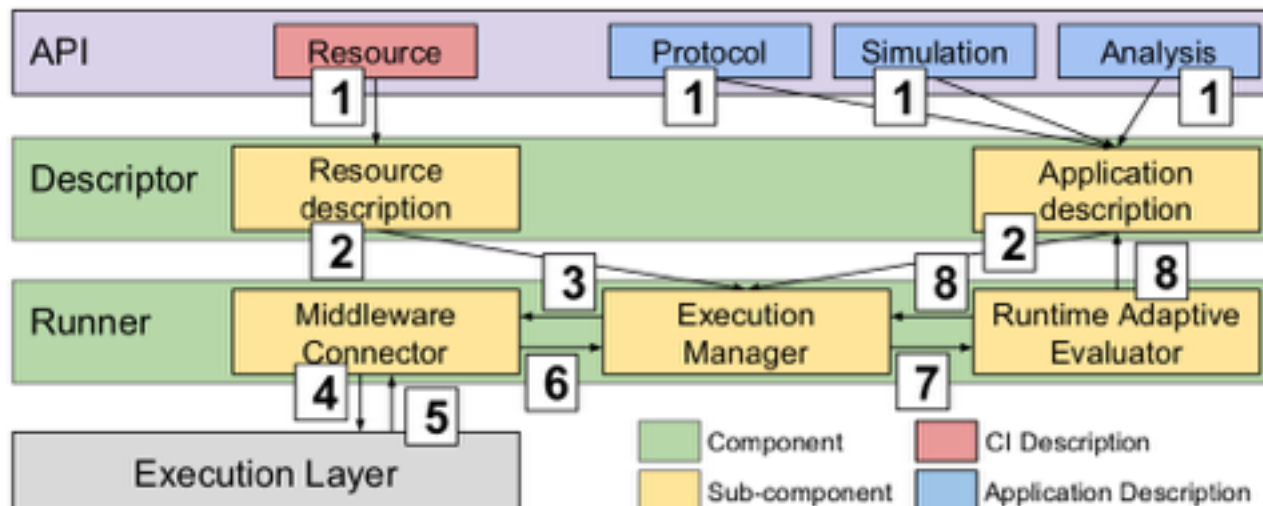 API
Resource
Protocol
Simulation
Analysis
1
1
1
1
Descriptor
Resource
description
Application
description
2
3
8
2
8
Runner
Middleware
Connector
Execution
Manager
Runtime Adaptive
Evaluator
4
5
6
7
Execution Layer
Component
CI Description
Sub-component
Application Description